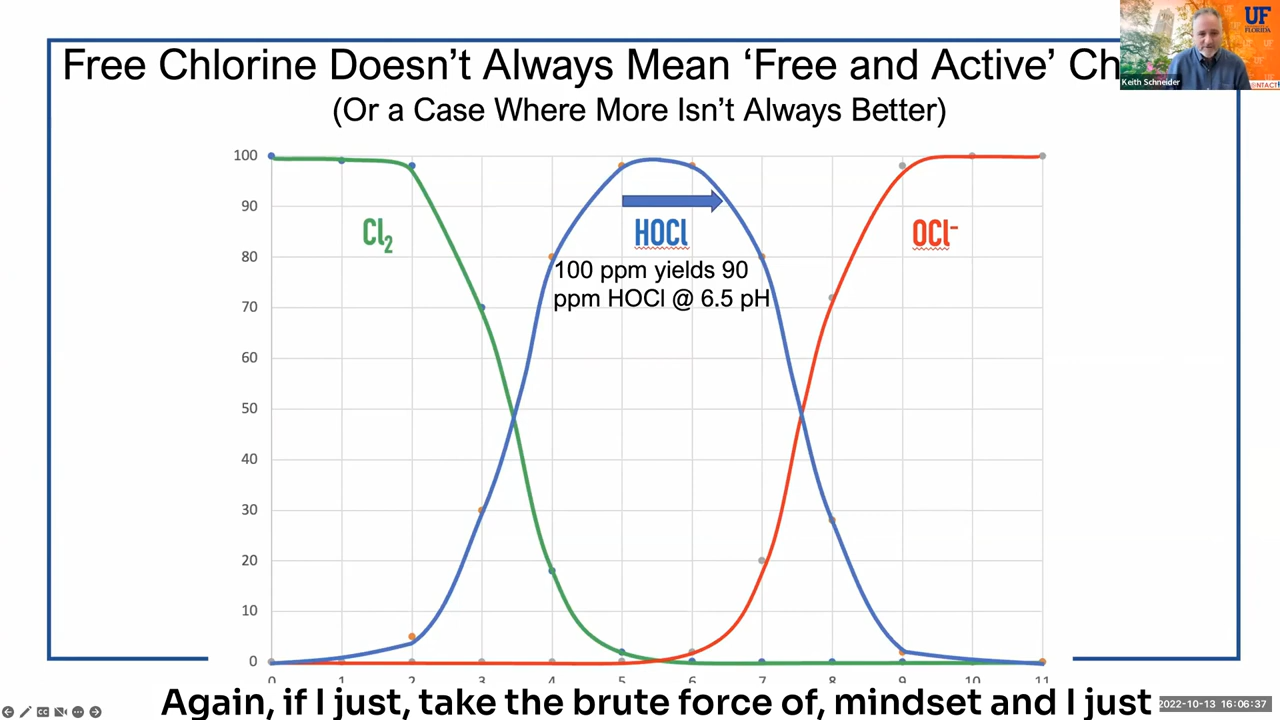 Free Chlorine Doesn't Always Mean ‘Free and Active’ Ch
(Or a Case Where More Isn't Always Better)
UF
FLORIDA
UF
Keith Schneider
CONTACT!
100
90
80
70
60
50
40
30
20
10
0
Cl₂
HOCl
OCl⁻
100 ppm yields 90
ppm HOCl @ 6.5 pH
0 1 2 3 4 5 6 7 8 9 10 11
Again, if I just, take the brute force of, mindset and I just
CC
2022-10-13 16:06:37